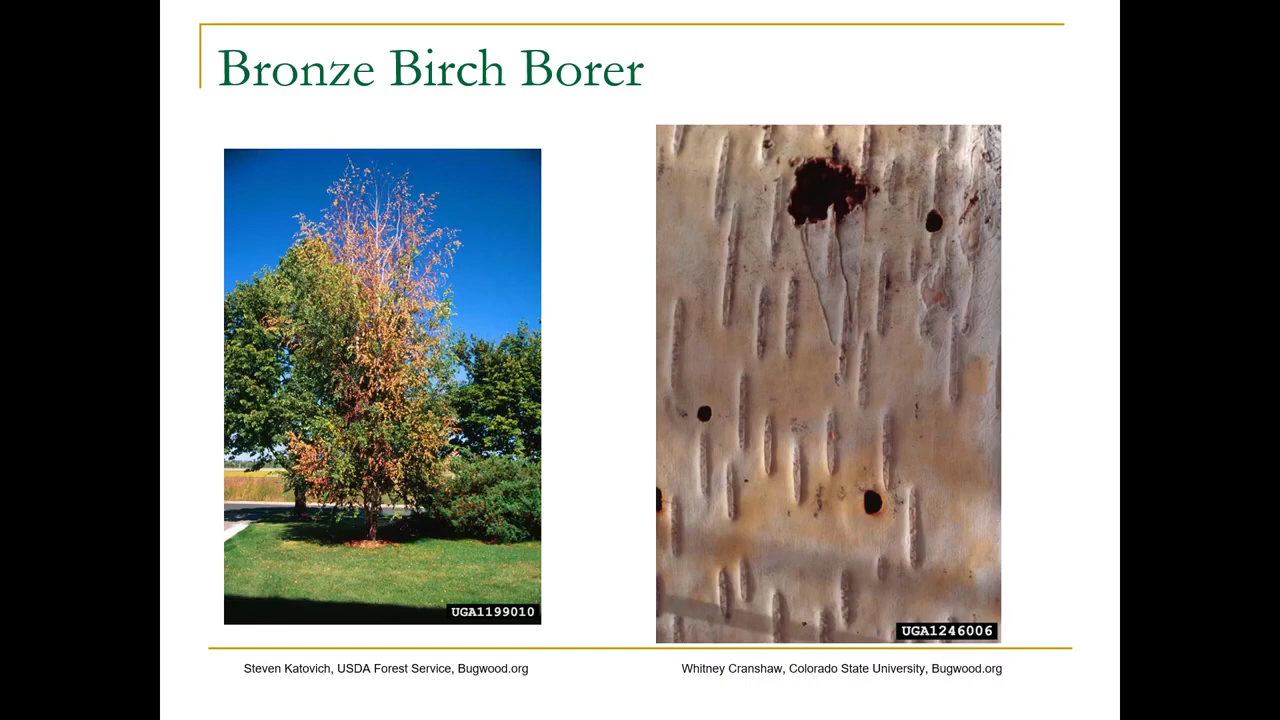 Bronze Birch Borer
UGA1199010
UGA1246006
Steven Katovich, USDA Forest Service, Bugwood.org
Whitney Cranshaw, Colorado State University, Bugwood.org